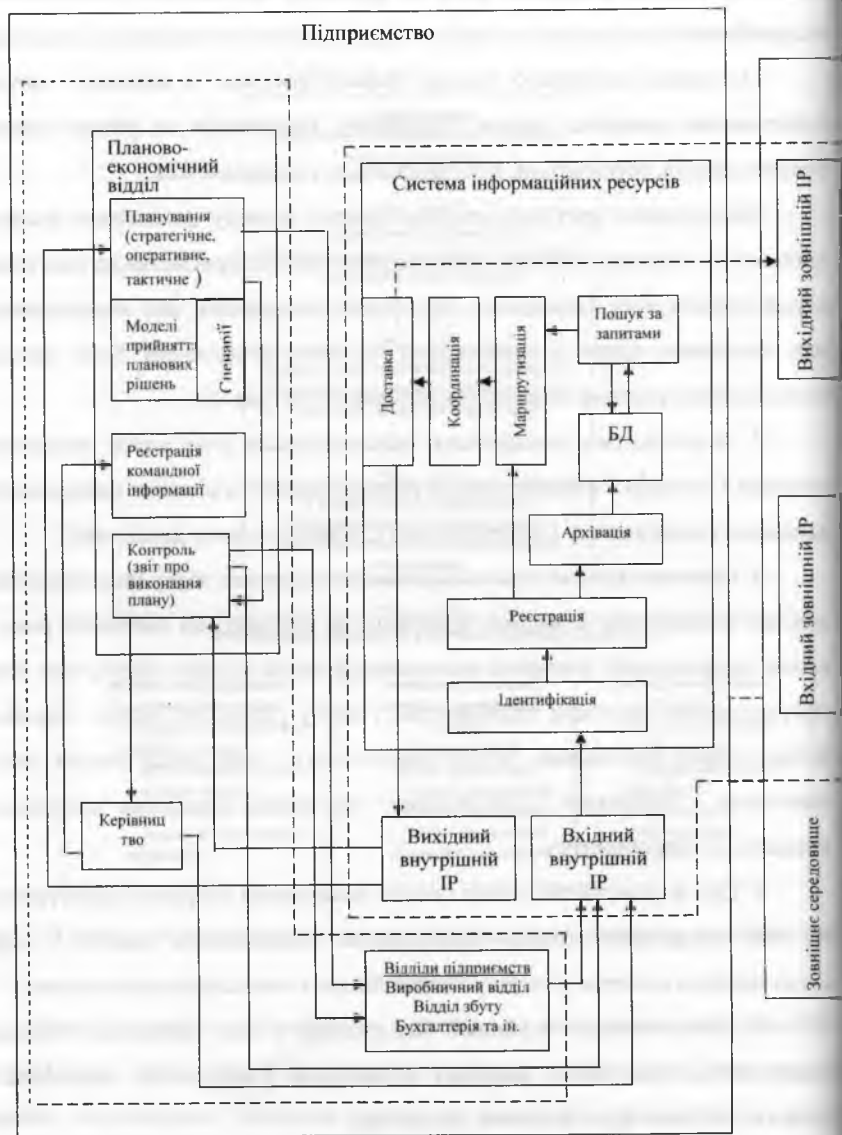 Підприємство
Планово-
економічний
відділ
Планування
(стратегічне,
оперативне,
тактичне )
Моделі
прийняття
планових
рішень
Сценарії
Реєстрація
командної
інформації
Контроль
(звіт про
виконання
плану)
Керівниц
тво
Система інформаційних ресурсів
Доставка
Координація
Маршрутизація
Пошук за
запитами
БД
Архівація
Реєстрація
Ідентифікація
Вихідний
внутрішній
ІР
Вхідний
внутрішній
ІР
Відділи підприємств
Виробничий відділ
Відділ збуту
Бухгалтерія та ін.
Вихідний зовнішній ІР
Вхідний зовнішній ІР
Зовнішнє середовище